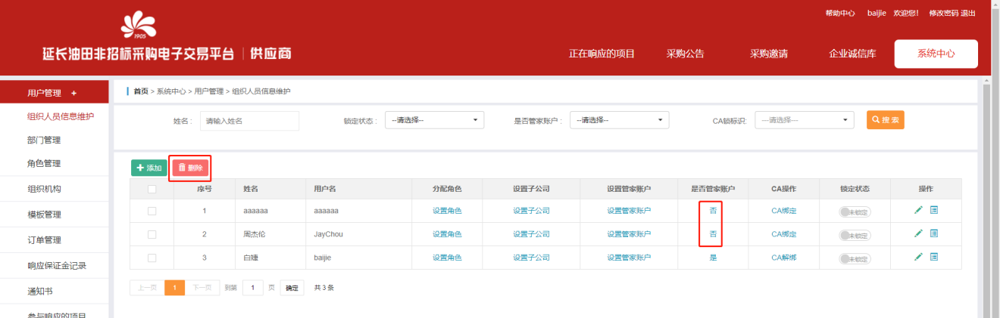 帮助中心 baijie 欢迎您! 修改密码 退出
1905
延长油田非招标采购电子交易平台 | 供应商
正在响应的项目 采购公告 采购邀请 企业诚信库 系统中心
用户管理 +
组织人员信息维护
部门管理
角色管理
组织机构
模板管理
订单管理
响应保证金记录
通知书
参与响应的项目
首页 > 系统中心 > 用户管理 > 组织人员信息维护
姓名: 请输入姓名 锁定状态: --请选择-- 是否管家账户: --请选择-- CA锁标识: ---请选择--- 搜 索
+ 添加 删除
序号 姓名 用户名 分配角色 设置子公司 设置管家账户 是否管家账户 CA操作 锁定状态 操作
1 aaaaaa aaaaaa 设置角色 设置子公司 设置管家账户 否 CA绑定 未锁定
2 周杰伦 JayChou 设置角色 设置子公司 设置管家账户 否 CA绑定 未锁定
3 白婕 baijie 设置角色 设置子公司 设置管家账户 是 CA解绑 未锁定
上一页 1 下一页 到第 1 页 确定 共 3 条